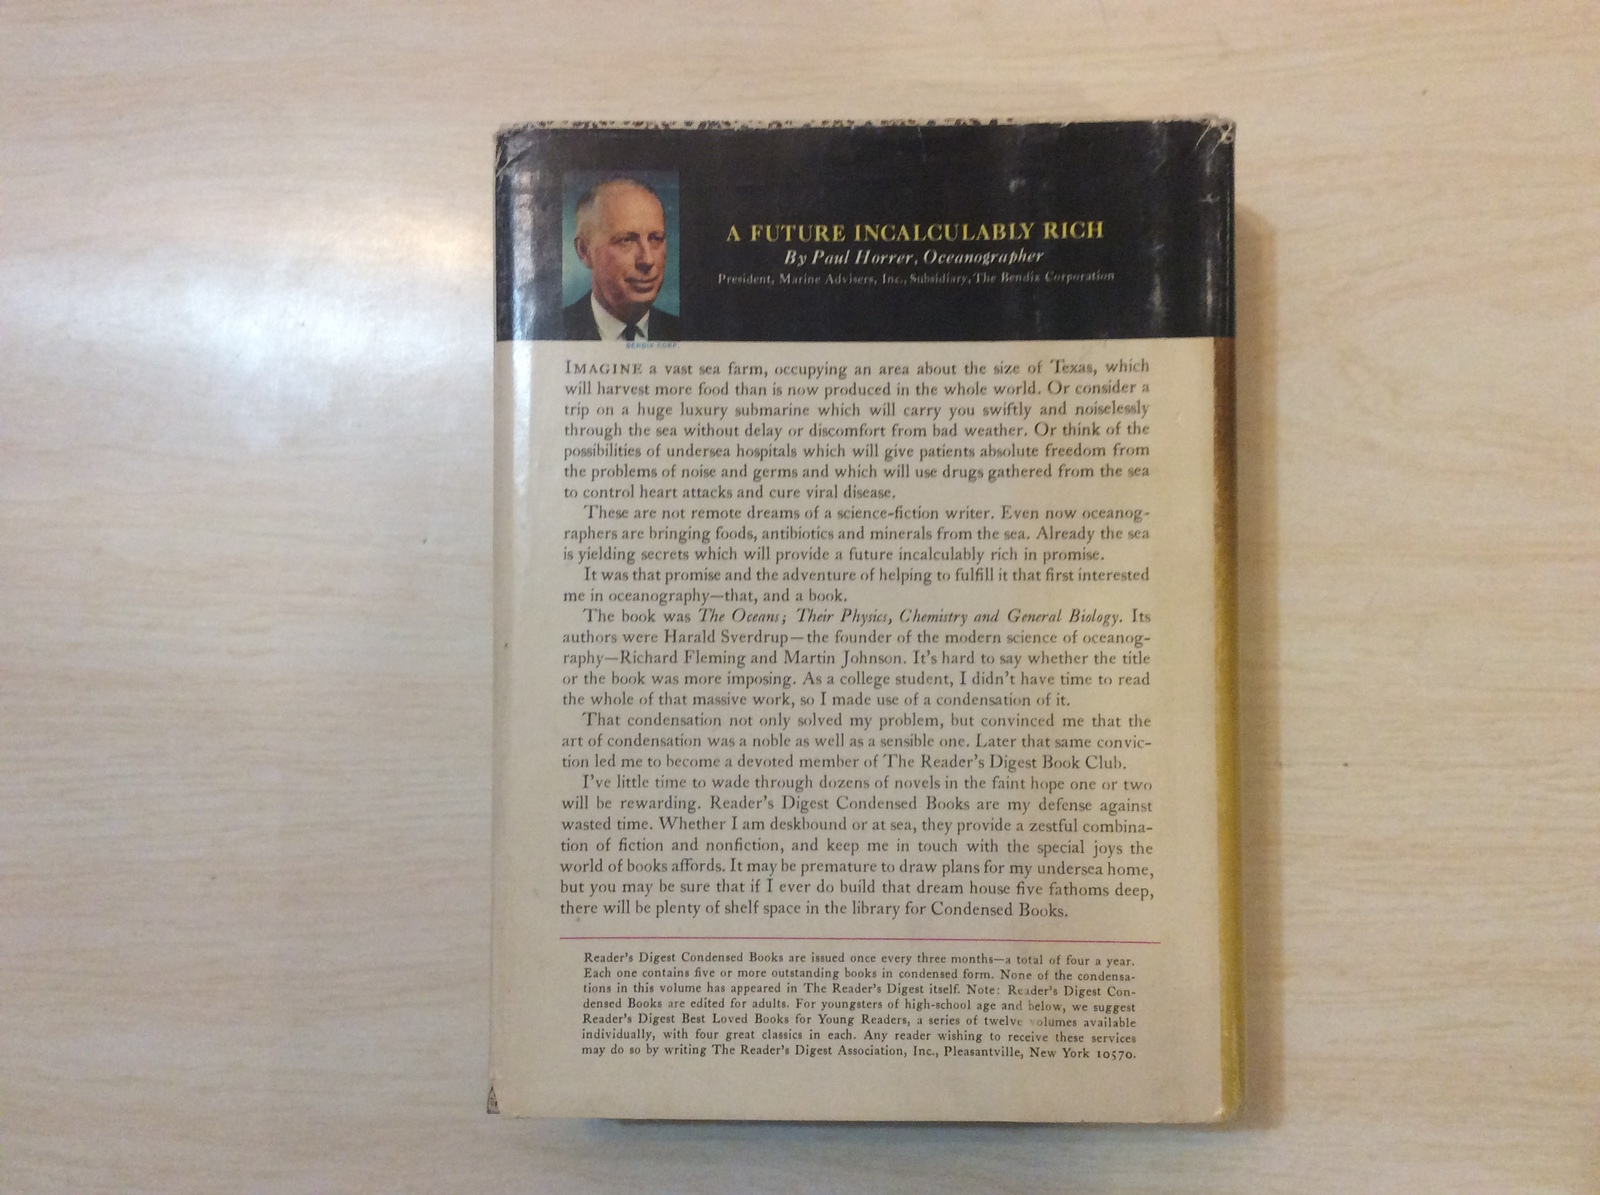 A FUTURE INCALCULABLY RICH
By Paul Horrer, Oceanographer
President, Marine Advisers, Inc., Subsidiary, The Bendix Corporation
BENDIX CORP.
IMAGINE a vast sea farm, occupying an area about the size of Texas, which
will harvest more food than is now produced in the whole world. Or consider a
trip on a huge luxury submarine which will carry you swiftly and noiselessly
through the sea without delay or discomfort from bad weather. Or think of the
possibilities of undersea hospitals which will give patients absolute freedom from
the problems of noise and germs and which will use drugs gathered from the sea
to control heart attacks and cure viral disease.
These are not remote dreams of a science-fiction writer. Even now oceanog-
raphers are bringing foods, antibiotics and minerals from the sea. Already the sea
is yielding secrets which will provide a future incalculably rich in promise.
It was that promise and the adventure of helping to fulfill it that first interested
me in oceanography—that, and a book.
The book was The Oceans; Their Physics, Chemistry and General Biology. Its
authors were Harald Sverdrup—the founder of the modern science of oceanog-
raphy—Richard Fleming and Martin Johnson. It's hard to say whether the title
or the book was more imposing. As a college student, I didn't have time to read
the whole of that massive work, so I made use of a condensation of it.
That condensation not only solved my problem, but convinced me that the
art of condensation was a noble as well as a sensible one. Later that same convic-
tion led me to become a devoted member of The Reader's Digest Book Club.
I've little time to wade through dozens of novels in the faint hope one or two
will be rewarding. Reader's Digest Condensed Books are my defense against
wasted time. Whether I am deskbound or at sea, they provide a zestful combina-
tion of fiction and nonfiction, and keep me in touch with the special joys the
world of books affords. It may be premature to draw plans for my undersea home,
but you may be sure that if I ever do build that dream house five fathoms deep,
there will be plenty of shelf space in the library for Condensed Books.
Reader's Digest Condensed Books are issued once every three months—a total of four a year.
Each one contains five or more outstanding books in condensed form. None of the condensa-
tions in this volume has appeared in The Reader's Digest itself. Note: Reader's Digest Con-
densed Books are edited for adults. For youngsters of high-school age and below, we suggest
Reader's Digest Best Loved Books for Young Readers, a series of twelve volumes available
individually, with four great classics in each. Any reader wishing to receive these services
may do so by writing The Reader's Digest Association, Inc., Pleasantville, New York 10570.